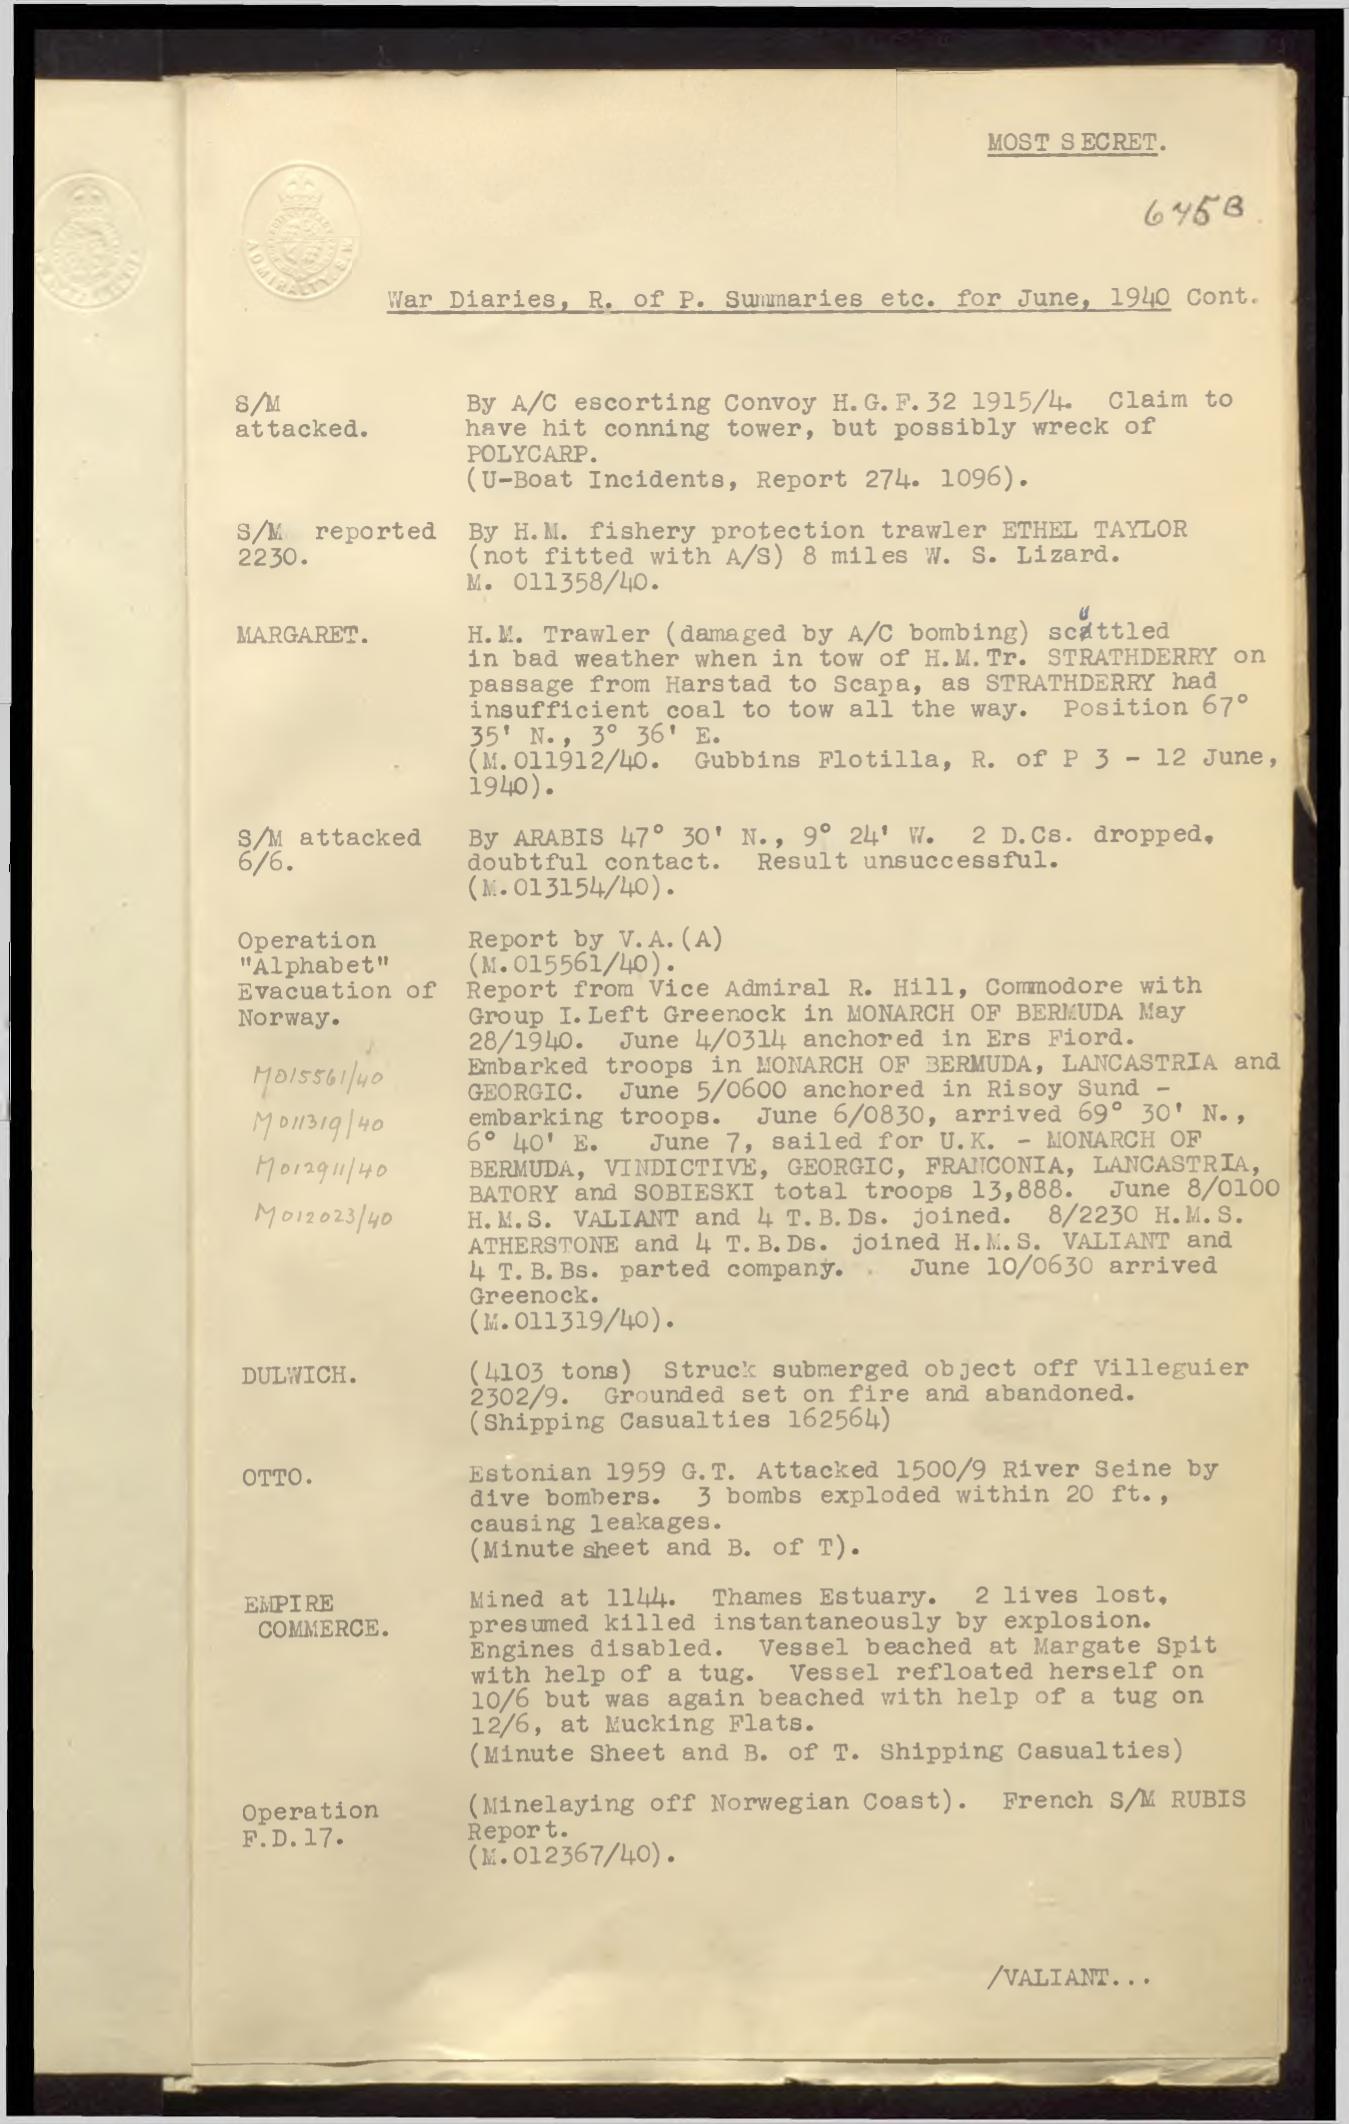 MOST SECRET.
675B
ADMIRALTY. S.W.
War Diaries, R. of P. Summaries etc. for June, 1940 Cont.
S/M attacked.
By A/C escorting Convoy H.G.F.32 1915/4. Claim to
have hit conning tower, but possibly wreck of
POLYCARP.
(U-Boat Incidents, Report 274. 1096).
S/M reported
2230.
By H.M. fishery protection trawler ETHEL TAYLOR
(not fitted with A/S) 8 miles W. S. Lizard.
M. 011358/40.
MARGARET.
H.M. Trawler (damaged by A/C bombing) scuttled
in bad weather when in tow of H.M.Tr. STRATHDERRY on
passage from Harstad to Scapa, as STRATHDERRY had
insufficient coal to tow all the way. Position 67°
35' N., 3° 36' E.
(M.011912/40. Gubbins Flotilla, R. of P 3 - 12 June,
1940).
S/M attacked
6/6.
By ARABIS 47° 30' N., 9° 24' W. 2 D.Cs. dropped,
doubtful contact. Result unsuccessful.
(M.013154/40).
Operation
"Alphabet"
Evacuation of
Norway.
M015561/40
M011319/40
M012911/40
M012023/40
Report by V.A.(A)
(M.015561/40).
Report from Vice Admiral R. Hill, Commodore with
Group I. Left Greenock in MONARCH OF BERMUDA May
28/1940. June 4/0314 anchored in Ers Fiord.
Embarked troops in MONARCH OF BERMUDA, LANCASTRIA and
GEORGIC. June 5/0600 anchored in Risoy Sund -
embarking troops. June 6/0830, arrived 69° 30' N.,
6° 40' E. June 7, sailed for U.K. - MONARCH OF
BERMUDA, VINDICTIVE, GEORGIC, FRANCONIA, LANCASTRIA,
BATORY and SOBIESKI total troops 13,888. June 8/0100
H.M.S. VALIANT and 4 T.B.Ds. joined. 8/2230 H.M.S.
ATHERSTONE and 4 T.B.Ds. joined H.M.S. VALIANT and
4 T.B.Bs. parted company. June 10/0630 arrived
Greenock.
(M.011319/40).
DULWICH.
(4103 tons) Struck submerged object off Villeguier
2302/9. Grounded set on fire and abandoned.
(Shipping Casualties 162564)
OTTO.
Estonian 1959 G.T. Attacked 1500/9 River Seine by
dive bombers. 3 bombs exploded within 20 ft.,
causing leakages.
(Minute sheet and B. of T).
EMPIRE
COMMERCE.
Mined at 1144. Thames Estuary. 2 lives lost,
presumed killed instantaneously by explosion.
Engines disabled. Vessel beached at Margate Spit
with help of a tug. Vessel refloated herself on
10/6 but was again beached with help of a tug on
12/6, at Mucking Flats.
(Minute Sheet and B. of T. Shipping Casualties)
Operation
F.D.17.
(Minelaying off Norwegian Coast). French S/M RUBIS
Report.
(M.012367/40).
/VALIANT...